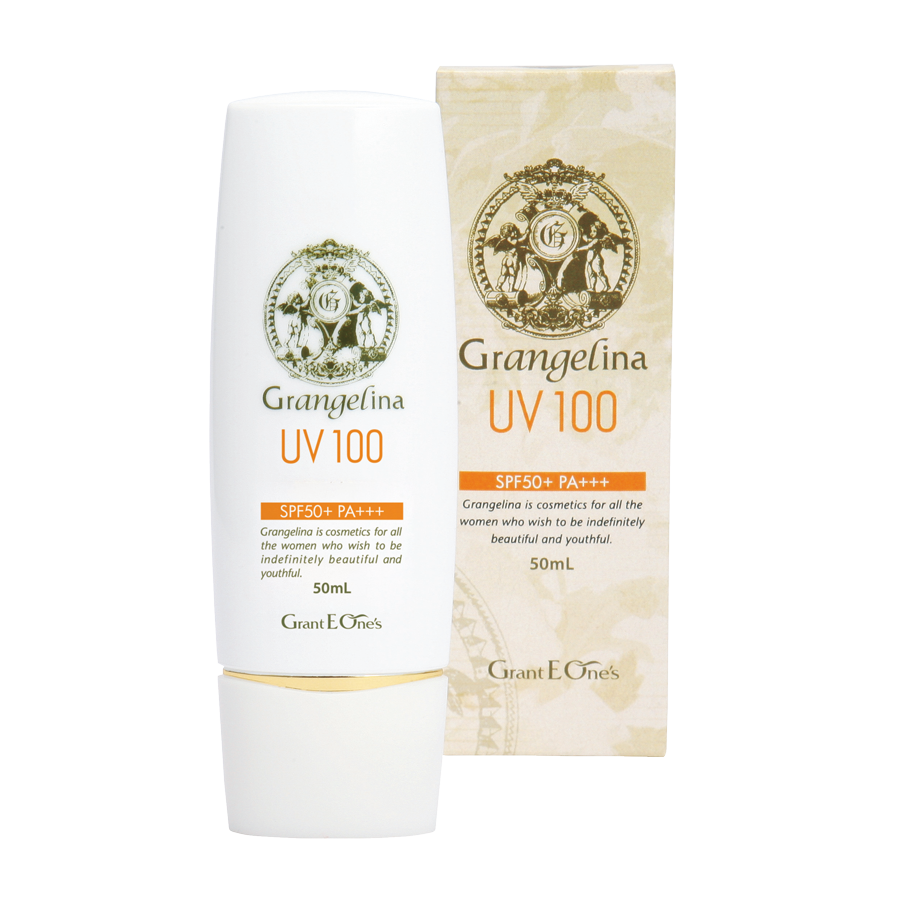 G
Grangelina
UV 100
SPF50+ PA+++
Grangelina is cosmetics for all
the women who wish to be
indefinitely beautiful and
youthful.
50mL
Grant E One's
G
Grangelina
UV 100
SPF50+ PA+++
Grangelina is cosmetics for all the
women who wish to be indefinitely
beautiful and youthful.
50mL
Grant E One's